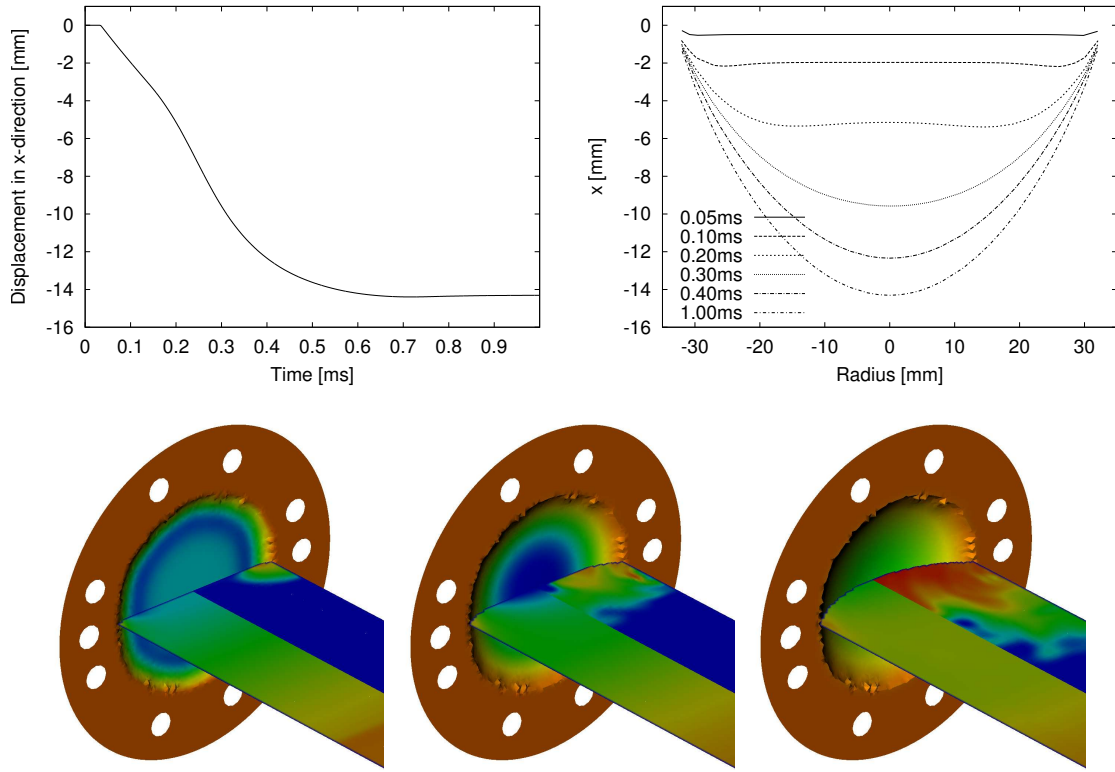 Displacement in x-direction [mm]
0
-2
-4
-6
-8
-10
-12
-14
-16
0 0.1 0.2 0.3 0.4 0.5 0.6 0.7 0.8 0.9
Time [ms]
x [mm]
0
-2
-4
-6
-8
-10
-12
-14
-16
0.05ms
0.10ms
0.20ms
0.30ms
0.40ms
1.00ms
-30 -20 -10 0 10 20 30
Radius [mm]